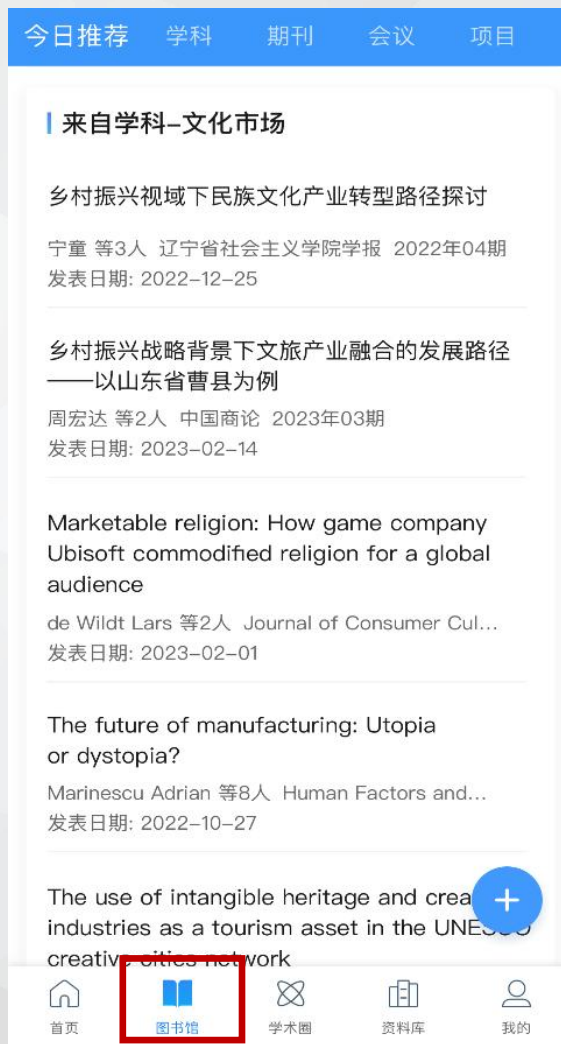 今日推荐 学科 期刊 会议 项目
来自学科-文化市场
乡村振兴视域下民族文化产业转型路径探讨
宁童 等3人 辽宁省社会主义学院学报 2022年04期
发表日期: 2022-12-25
乡村振兴战略背景下文旅产业融合的发展路径
——以山东省曹县为例
周宏达 等2人 中国商论 2023年03期
发表日期: 2023-02-14
Marketable religion: How game company
Ubisoft commodified religion for a global
audience
de Wildt Lars 等2人 Journal of Consumer Cul...
发表日期: 2023-02-01
The future of manufacturing: Utopia
or dystopia?
Marinescu Adrian 等8人 Human Factors and...
发表日期: 2022-10-27
The use of intangible heritage and crea
industries as a tourism asset in the UNESCO
creative cities network
首页 图书馆 学术圈 资料库 我的